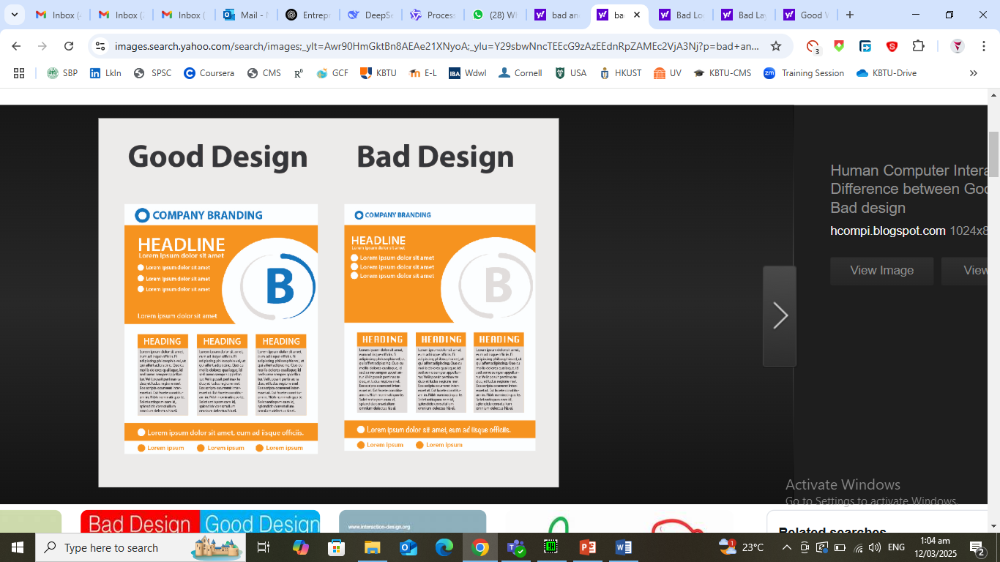 Inbox (
Inbox (
Inbox (
Mail - 
Entrepr
DeepSe
Process
(28) W
bad an
ba
Bad Lo
Bad La
Good V
images.search.yahoo.com/search/images;_ylt=Awr90HmGktBn8AEAe21XNyoA;_ylu=Y29sbwNncTEEcG9zAzEEdnRpZAMEc2VjA3Nj?p=bad+an...
3
SBP
LkIn
SPSC
Coursera
CMS
GCF
KBTU
E-L
IBA
Wdwl
Cornell
USA
HKUST
UV
KBTU-CMS
zm
Training Session
KBTU-Drive
Good Design
Bad Design
COMPANY BRANDING
HEADLINE
Lorem ipsum dolor sit amet
Lorem ipsum dolor sit amet
Lorem ipsum dolor sit amet
Lorem ipsum dolor sit amet
Lorem ipsum dolor sit amet
B
HEADING
HEADING
HEADING
Lorem ipsum dolor sit amet, eum ad iisque officiis.
Lorem ipsum
Lorem ipsum
Lorem ipsum
COMPANY BRANDING
HEADLINE
Lorem ipsum dolor sit amet
Lorem ipsum dolor sit amet
Lorem ipsum dolor sit amet
Lorem ipsum dolor sit amet
B
HEADING
HEADING
HEADING
Lorem ipsum dolor sit amet, eum ad iisque officiis.
Lorem ipsum
Lorem ipsum
Human Computer Intera
Difference between Goo
Bad design
hcompi.blogspot.com 1024x8
View Image
View
Activate Windows
Go to Settings to activate Windows.
Bad Design
Good Design
www.interaction-design.org
Related searches
Type here to search
1
23°C
ENG
1:04 am
12/03/2025
2